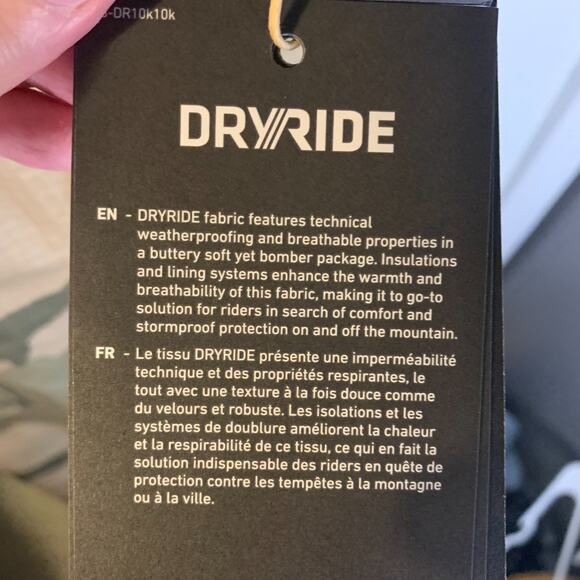 -DR10k10k
DRYRIDE
EN - DRYRIDE fabric features technical
weatherproofing and breathable properties in
a buttery soft yet bomber package. Insulations
and lining systems enhance the warmth and
breathability of this fabric, making it to go-to
solution for riders in search of comfort and
stormproof protection on and off the mountain.
FR - Le tissu DRYRIDE présente une imperméabilité
technique et des propriétés respirantes, le
tout avec une texture à la fois douce comme
du velours et robuste. Les isolations et les
systèmes de doublure améliorent la chaleur
et la respirabilité de ce tissu, ce qui en fait la
solution indispensable des riders en quête de
protection contre les tempêtes à la montagne
ou à la ville.